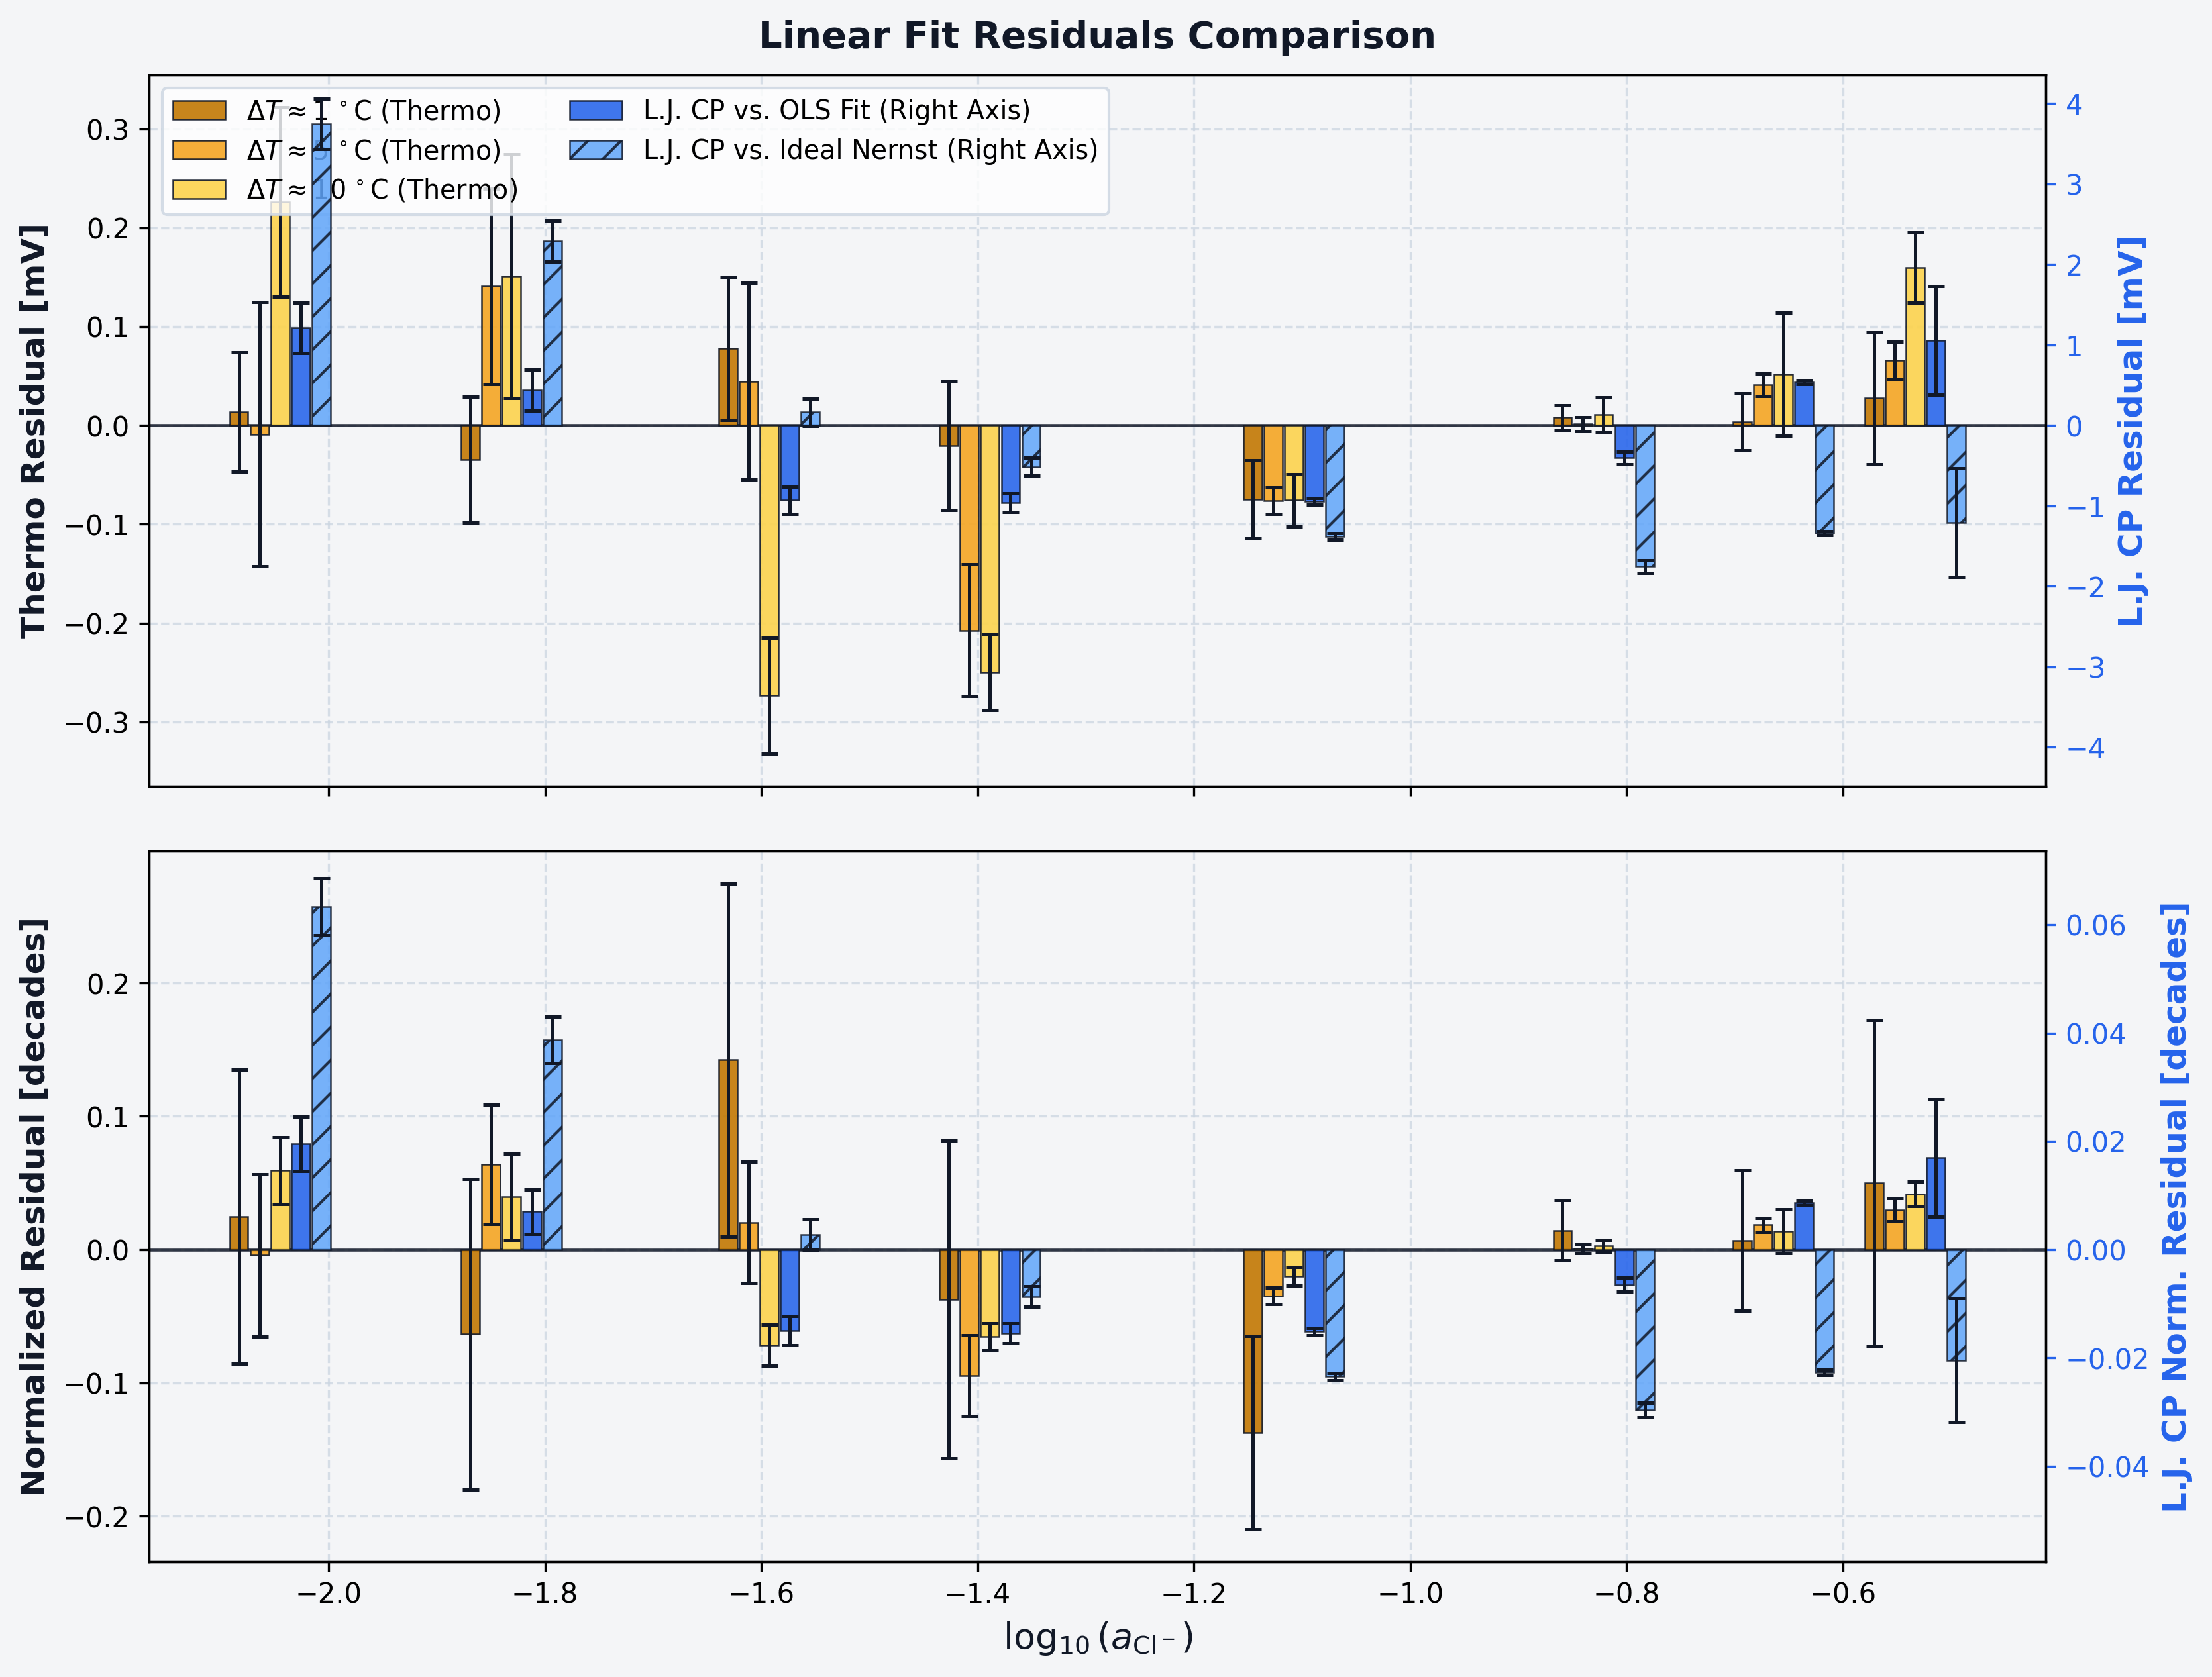 Linear Fit Residuals Comparison
ΔT ≈ 1 °C (Thermo)
ΔT ≈ 5 °C (Thermo)
ΔT ≈ 10 °C (Thermo)
L.J. CP vs. OLS Fit (Right Axis)
L.J. CP vs. Ideal Nernst (Right Axis)
Thermo Residual [mV]
0.3
0.2
0.1
0.0
−0.1
−0.2
−0.3
4
3
2
1
0
−1
−2
−3
−4
L.J. CP Residual [mV]
Normalized Residual [decades]
0.2
0.1
0.0
−0.1
−0.2
0.06
0.04
0.02
0.00
−0.02
−0.04
L.J. CP Norm. Residual [decades]
−2.0 −1.8 −1.6 −1.4 −1.2 −1.0 −0.8 −0.6
log₁₀(a_Cl⁻)